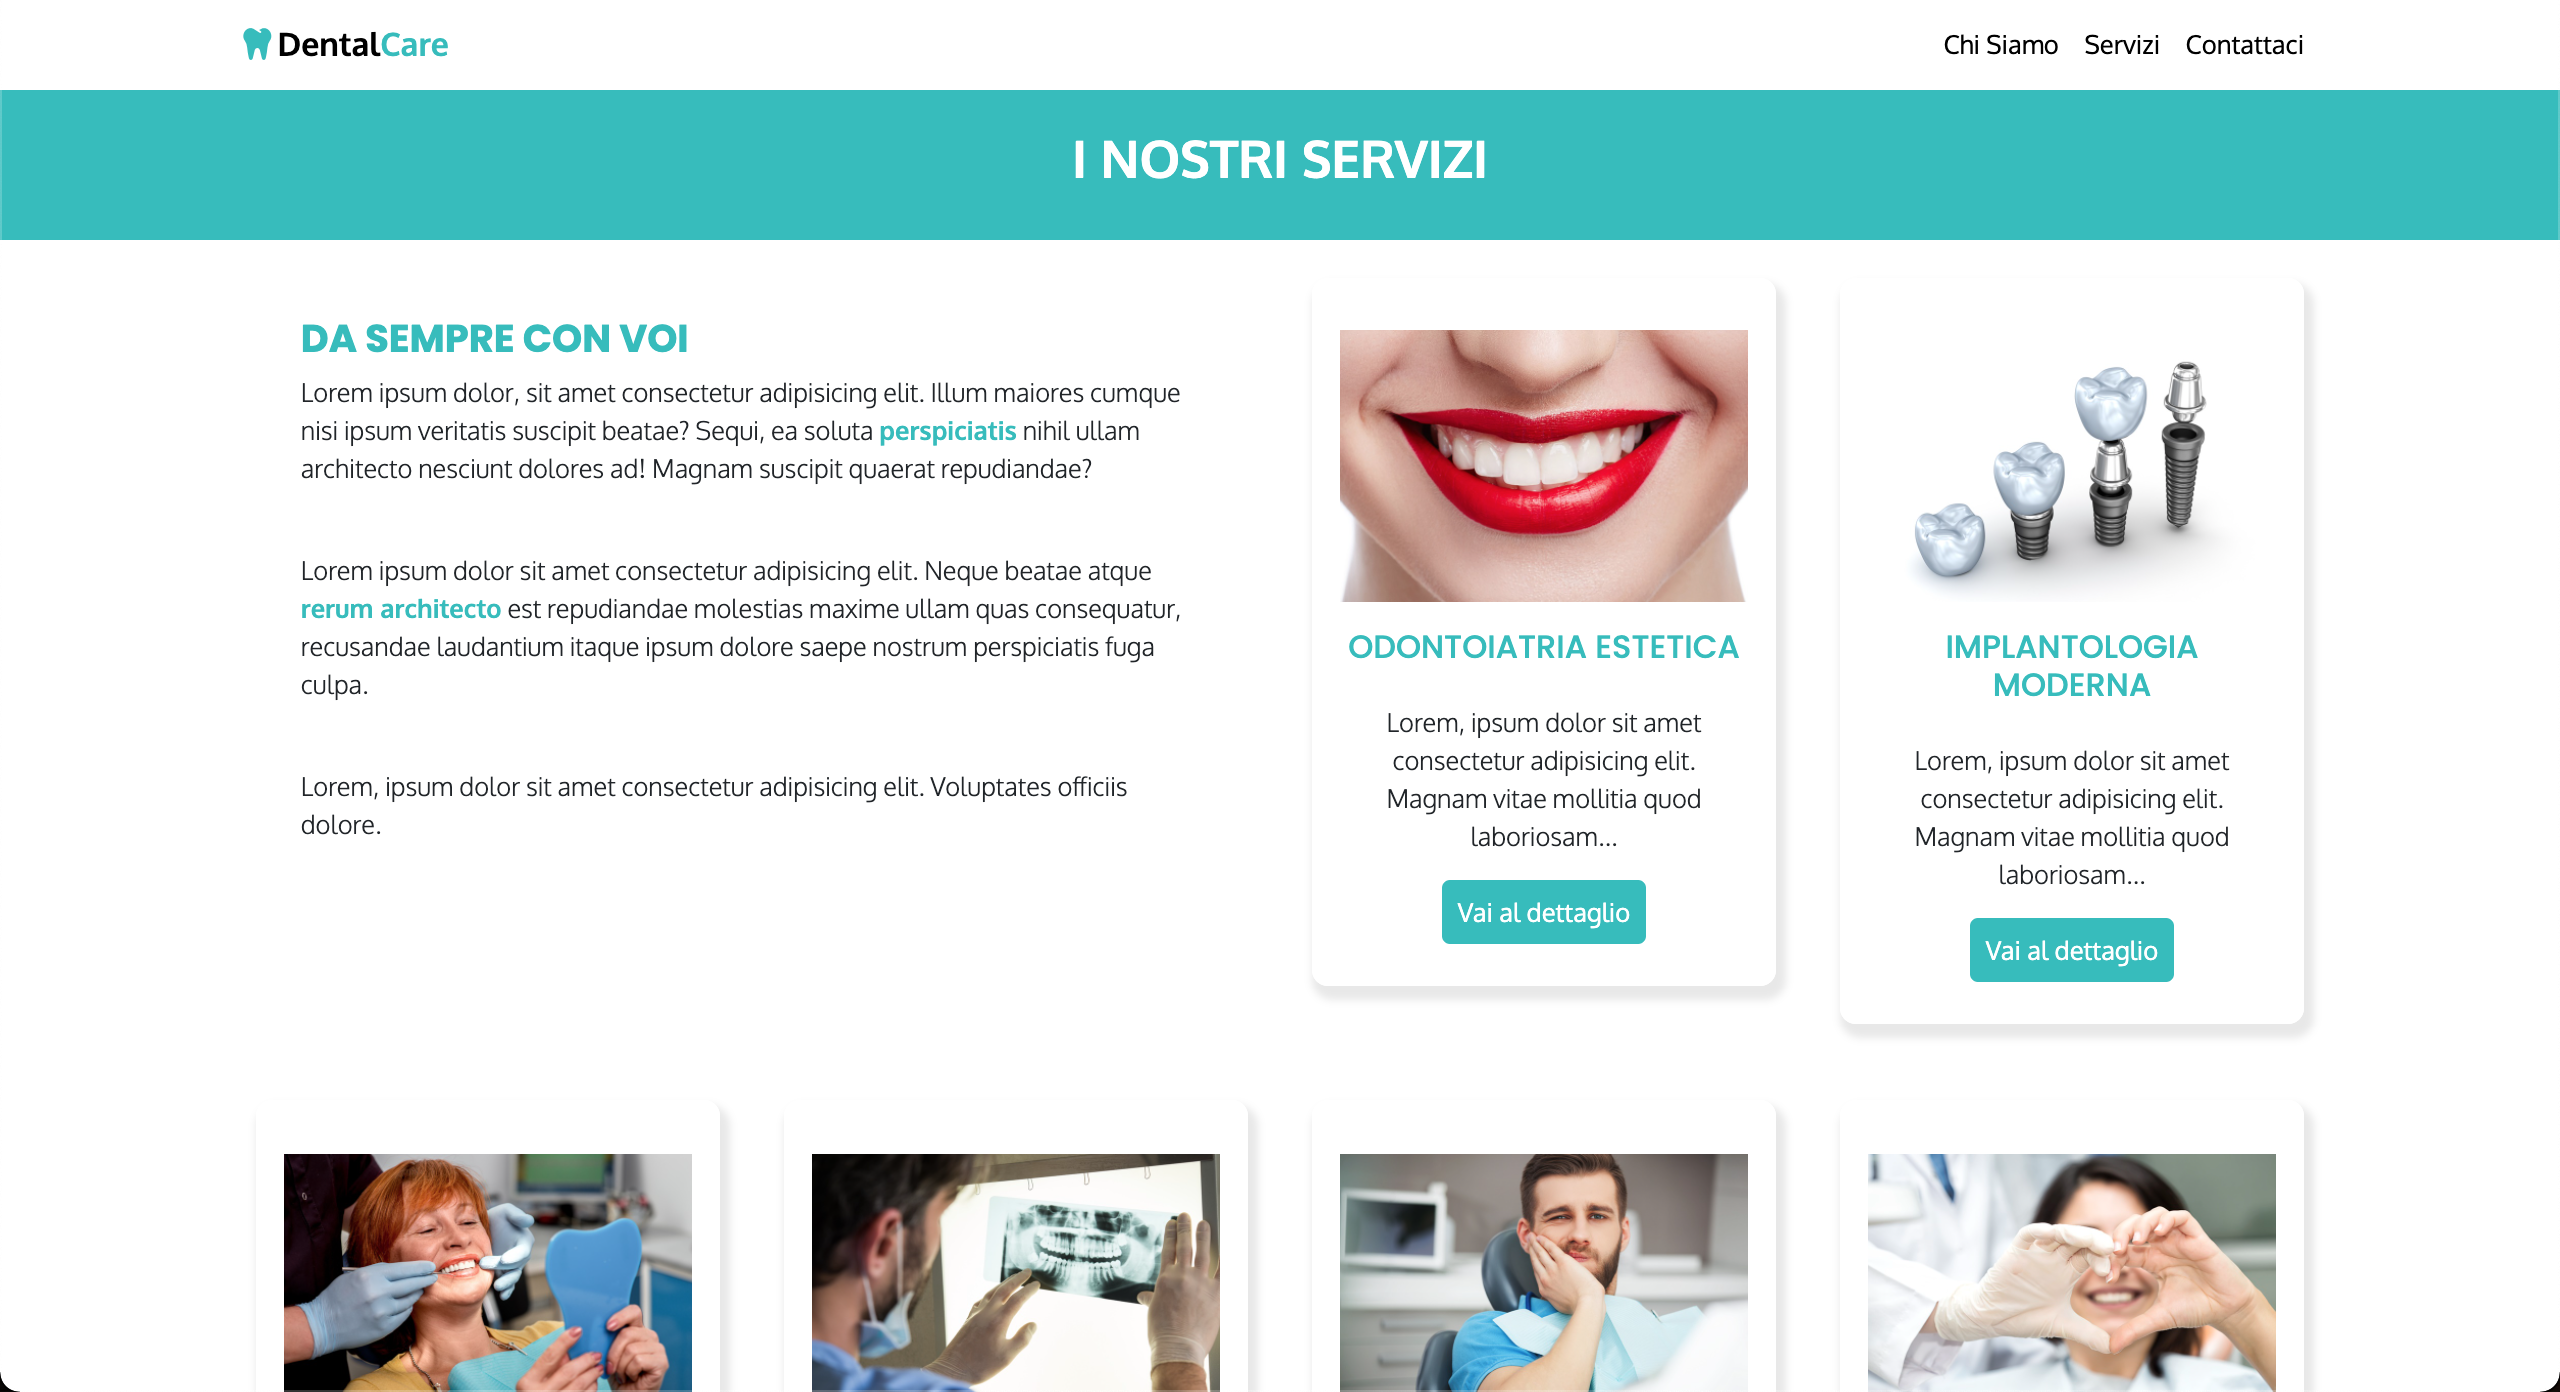 DentalCare
Chi Siamo Servizi Contattaci
I NOSTRI SERVIZI
DA SEMPRE CON VOI
Lorem ipsum dolor, sit amet consectetur adipisicing elit. Illum maiores cumque
nisi ipsum veritatis suscipit beatae? Sequi, ea soluta perspiciatis nihil ullam
architecto nesciunt dolores ad! Magnam suscipit quaerat repudiandae?
Lorem ipsum dolor sit amet consectetur adipisicing elit. Neque beatae atque
rerum architecto est repudiandae molestias maxime ullam quas consequatur,
recusandae laudantium itaque ipsum dolore saepe nostrum perspiciatis fuga
culpa.
Lorem, ipsum dolor sit amet consectetur adipisicing elit. Voluptates officiis
dolore.
ODONTOIATRIA ESTETICA
Lorem, ipsum dolor sit amet
consectetur adipisicing elit.
Magnam vitae mollitia quod
laboriosam...
Vai al dettaglio
IMPLANTOLOGIA
MODERNA
Lorem, ipsum dolor sit amet
consectetur adipisicing elit.
Magnam vitae mollitia quod
laboriosam...
Vai al dettaglio